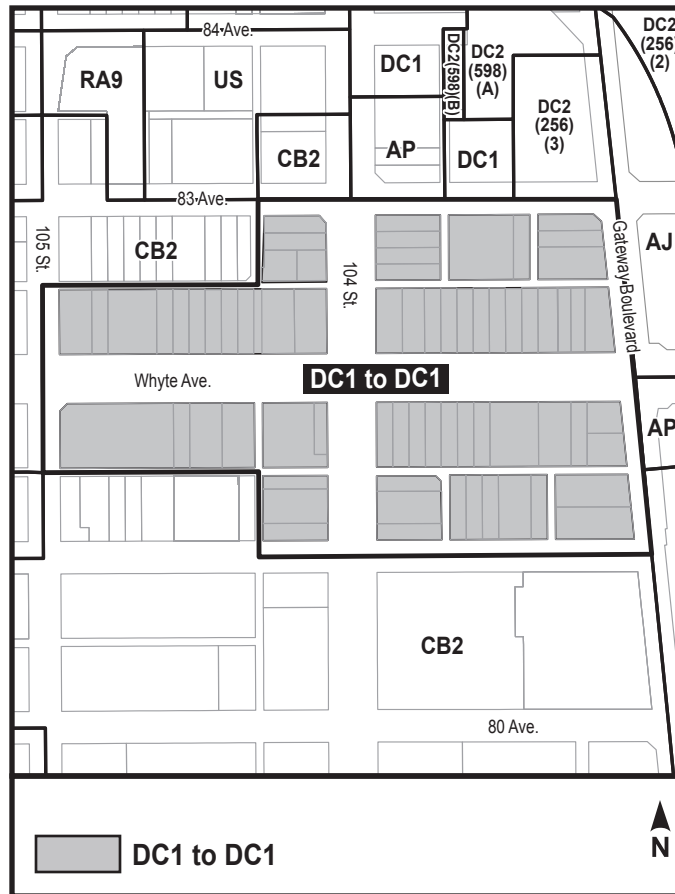 84 Ave.
DC2
(256)
(2)
RA9
US
DC1
DC2(598)(B)
DC2
(598)
(A)
DC2
(256)
(3)
CB2
AP
DC1
83 Ave.
105 St.
CB2
104 St.
Gateway Boulevard
AJ
Whyte Ave.
DC1 to DC1
AP
CB2
80 Ave.
DC1 to DC1
N